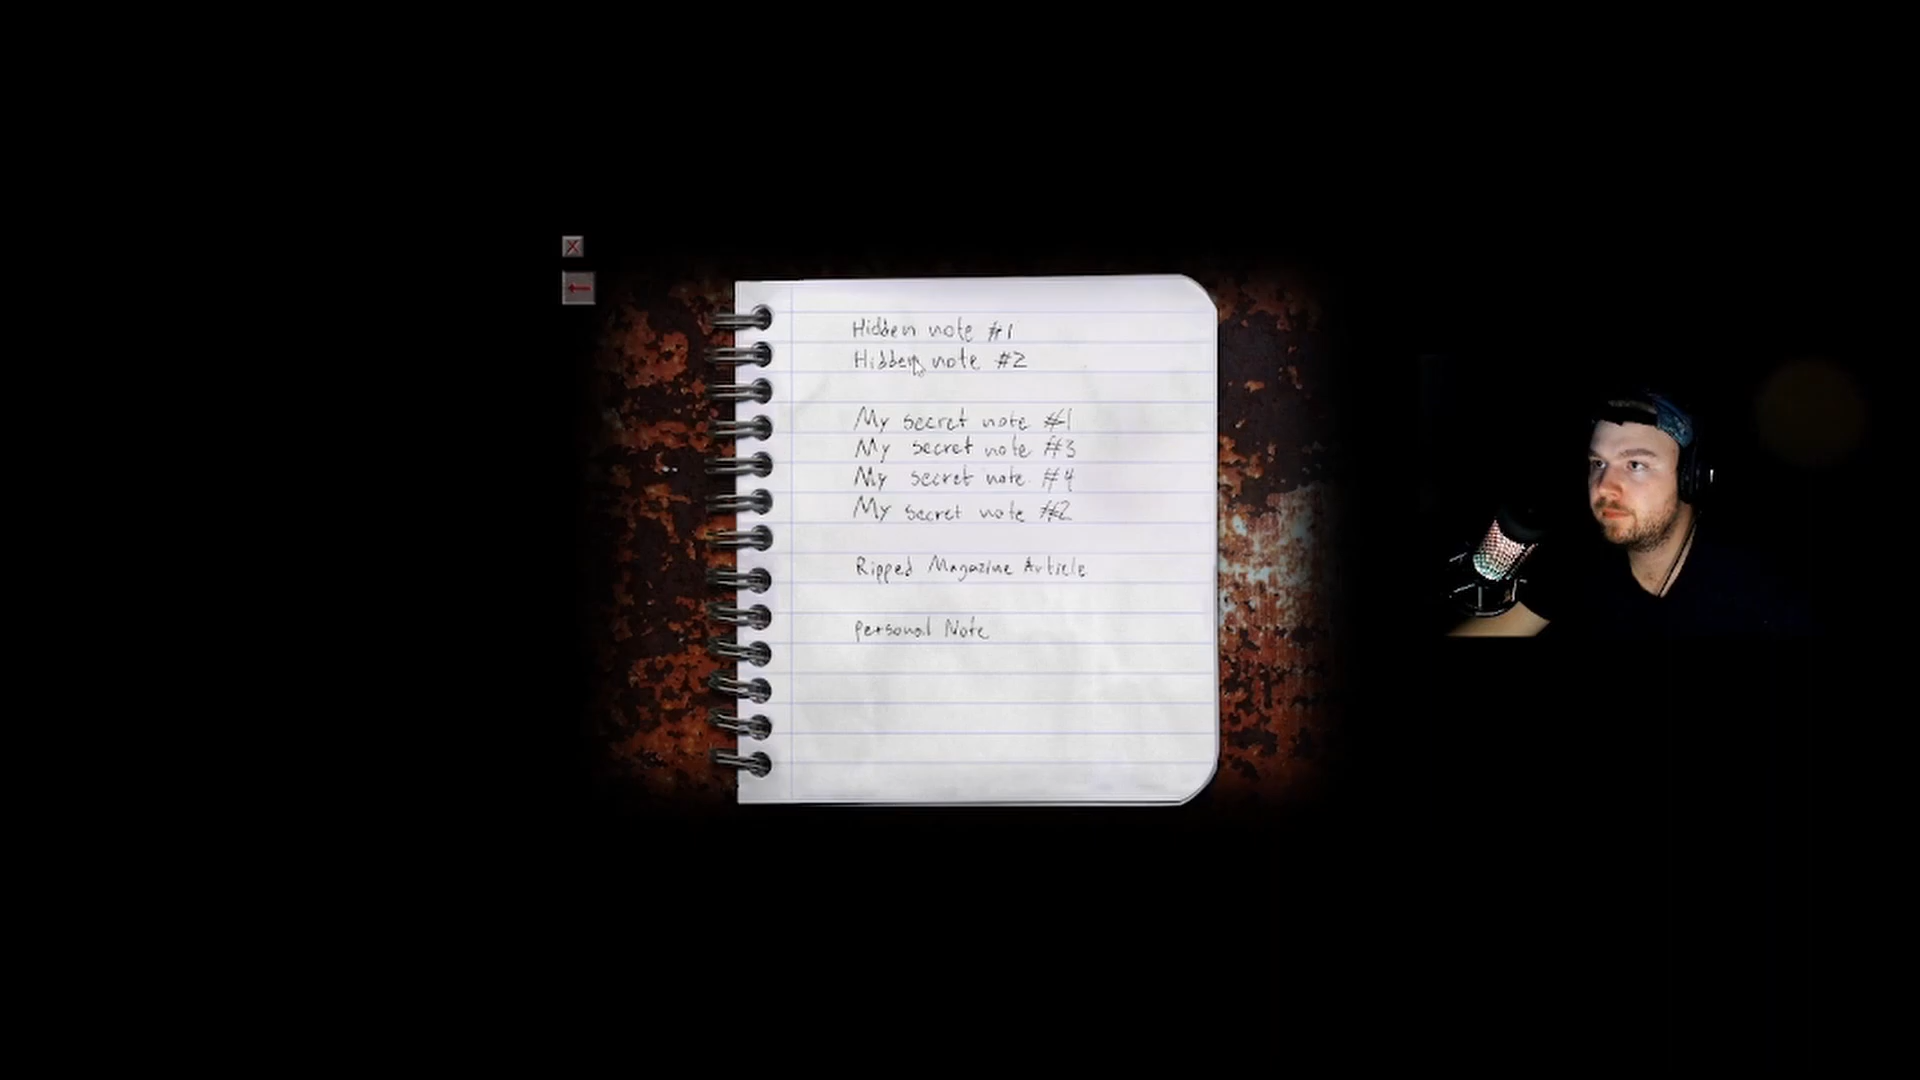 Hidden note #1
Hidden note #2
My secret note #1
My secret note #3
My secret note #4
My secret note #2
Ripped Magazine Article
personal Note